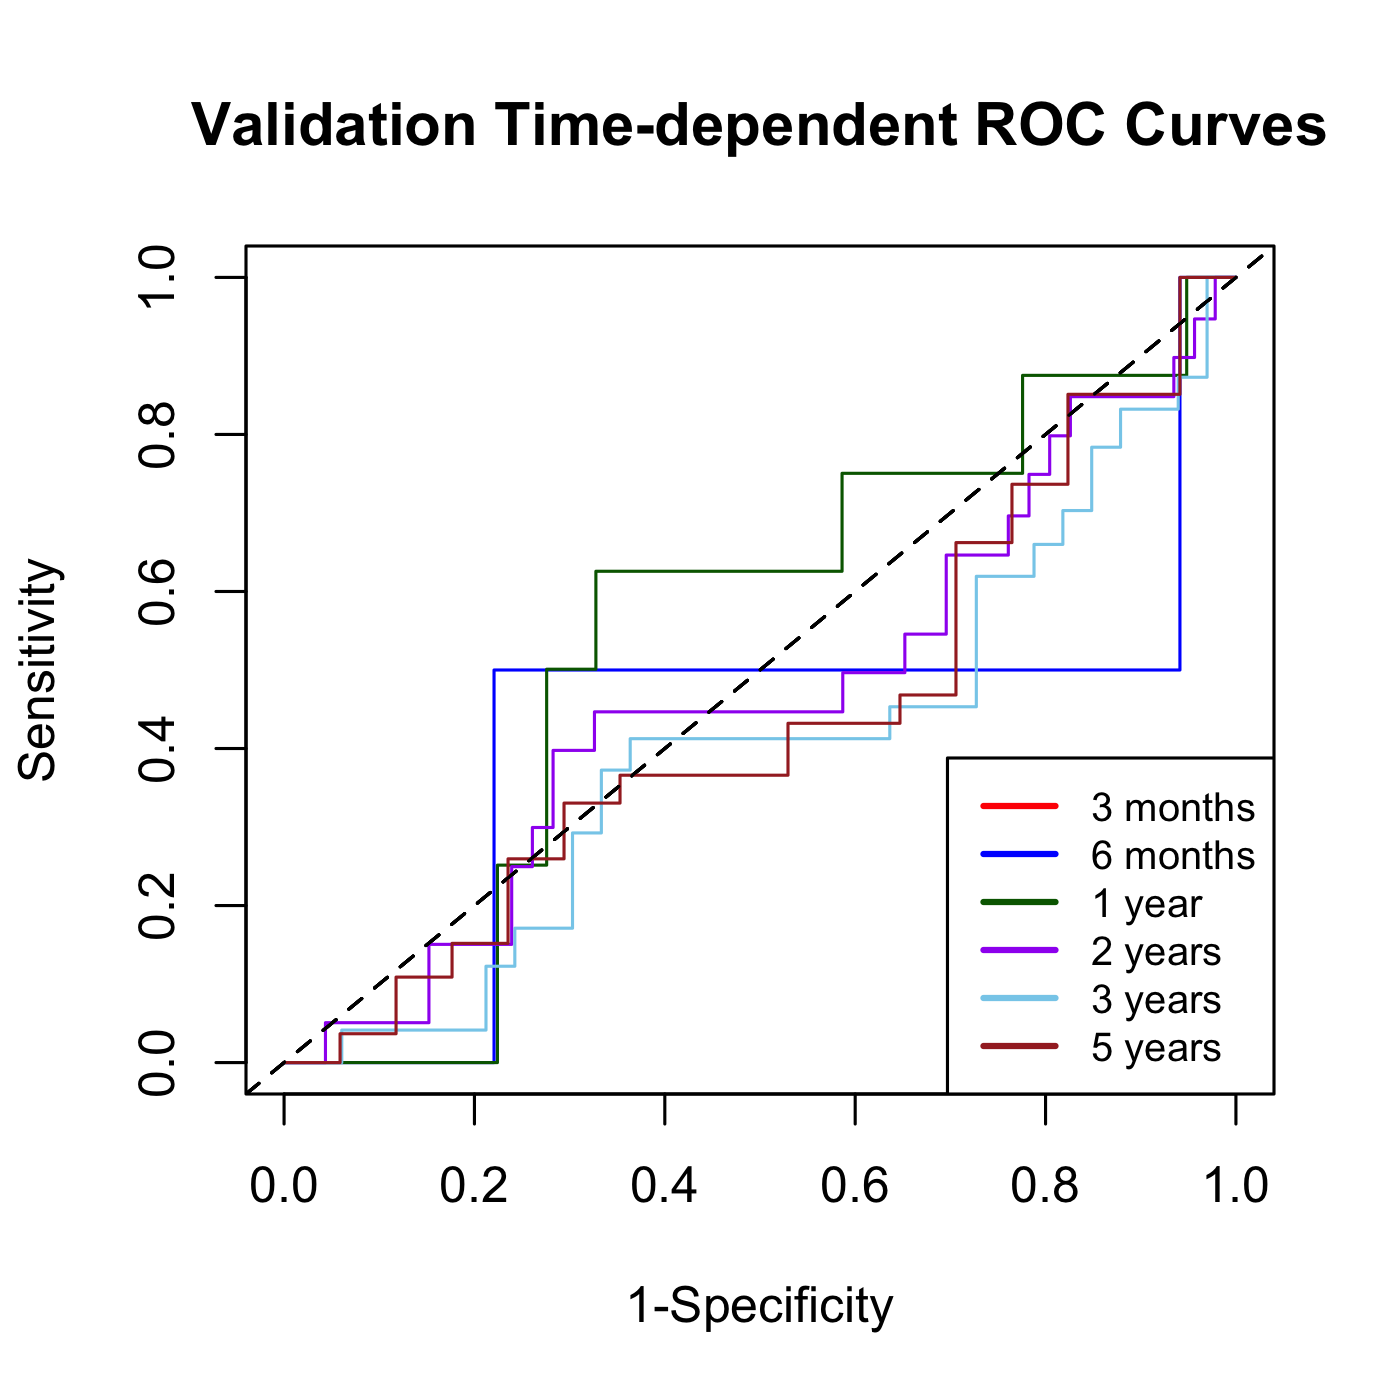 Validation Time-dependent ROC Curves
Sensitivity
1.0
0.8
0.6
0.4
0.2
0.0
3 months
6 months
1 year
2 years
3 years
5 years
0.0 0.2 0.4 0.6 0.8 1.0
1-Specificity